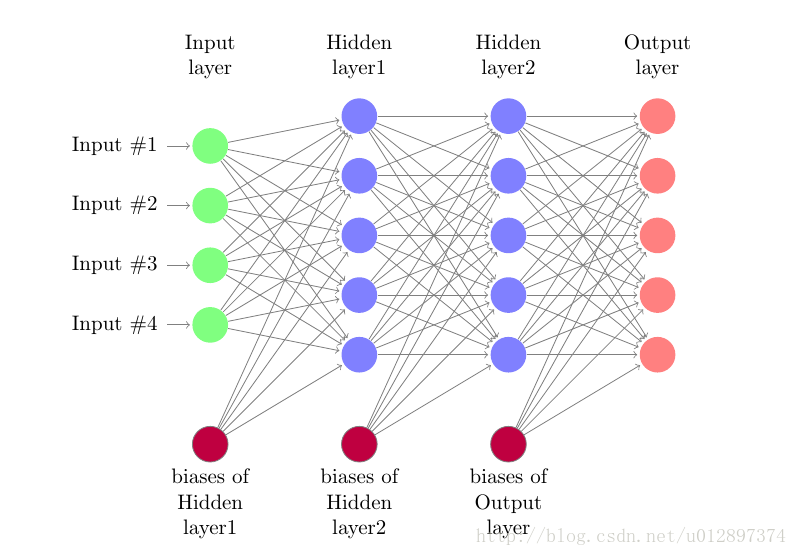 Input
layer
Hidden
layer1
Hidden
layer2
Output
layer
Input #1
Input #2
Input #3
Input #4
biases of
Hidden
layer1
biases of
Hidden
layer2
biases of
Output
layer
http://blog.csdn.net/u012897374